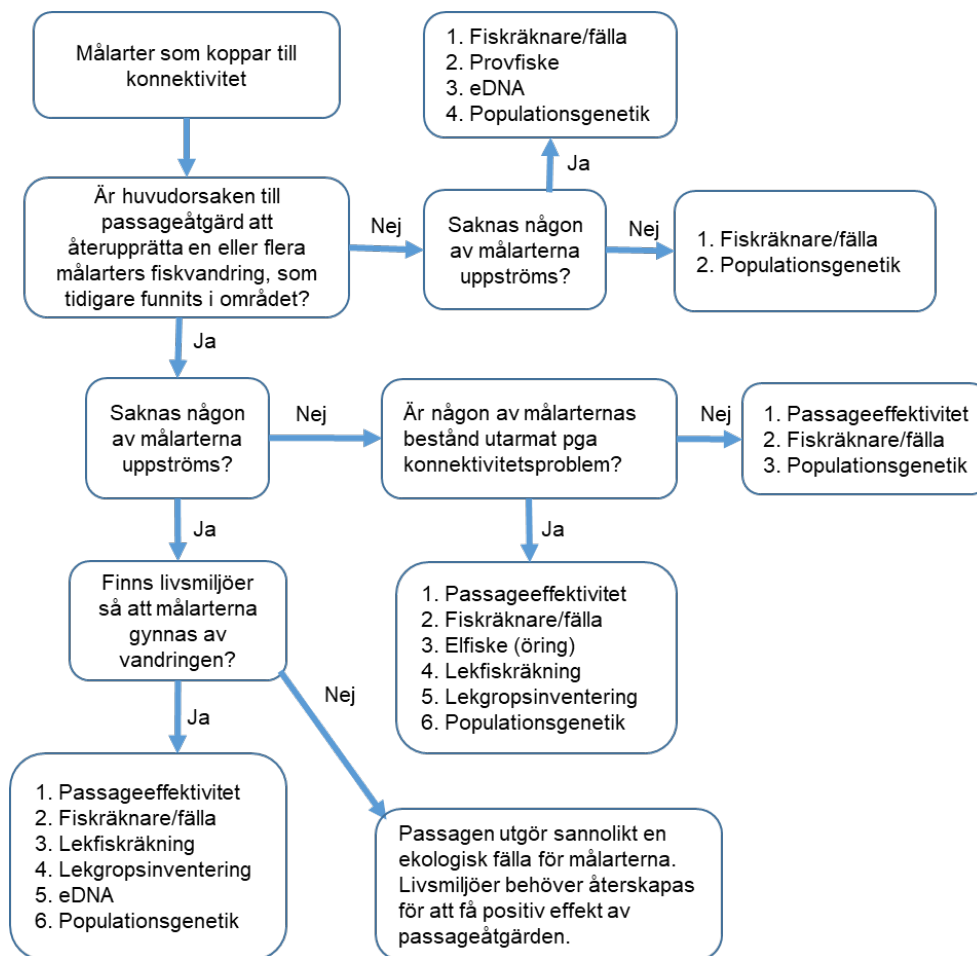 Målarter som koppar till
konnektivitet
1. Fiskräknare/fälla
2. Provfiske
3. eDNA
4. Populationsgenetik
Ja
Är huvudorsaken till
passageåtgärd att
återupprätta en eller flera
målarters fiskvandring, som
tidigare funnits i området?
Nej
Saknas någon
av målarterna
uppströms?
Nej
1. Fiskräknare/fälla
2. Populationsgenetik
Ja
Saknas någon
av målarterna
uppströms?
Nej
Är någon av målarternas
bestånd utarmat pga
konnektivitetsproblem?
Nej
1. Passageeffektivitet
2. Fiskräknare/fälla
3. Populationsgenetik
Ja
Ja
Finns livsmiljöer
så att målarterna
gynnas av
vandringen?
1. Passageeffektivitet
2. Fiskräknare/fälla
3. Elfiske (öring)
4. Lekfiskräkning
5. Lekgropsinventering
6. Populationsgenetik
Ja
Nej
1. Passageeffektivitet
2. Fiskräknare/fälla
3. Lekfiskräkning
4. Lekgropsinventering
5. eDNA
6. Populationsgenetik
Passagen utgör sannolikt en
ekologisk fälla för målarterna.
Livsmiljöer behöver återskapas
för att få positiv effekt av
passageåtgärden.